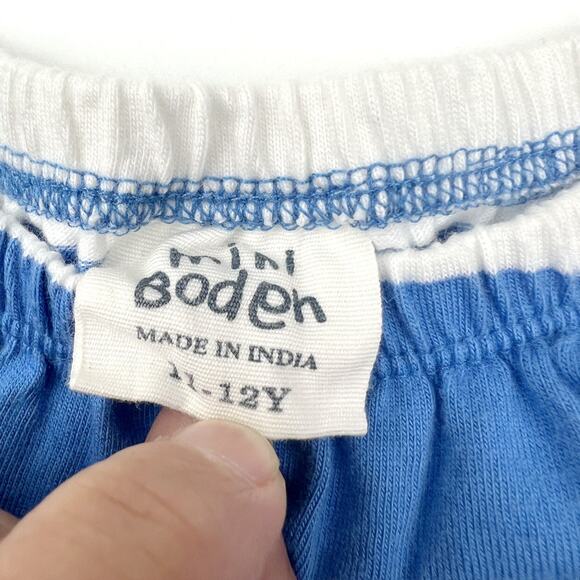 mini
Boden
MADE IN INDIA
11-12Y